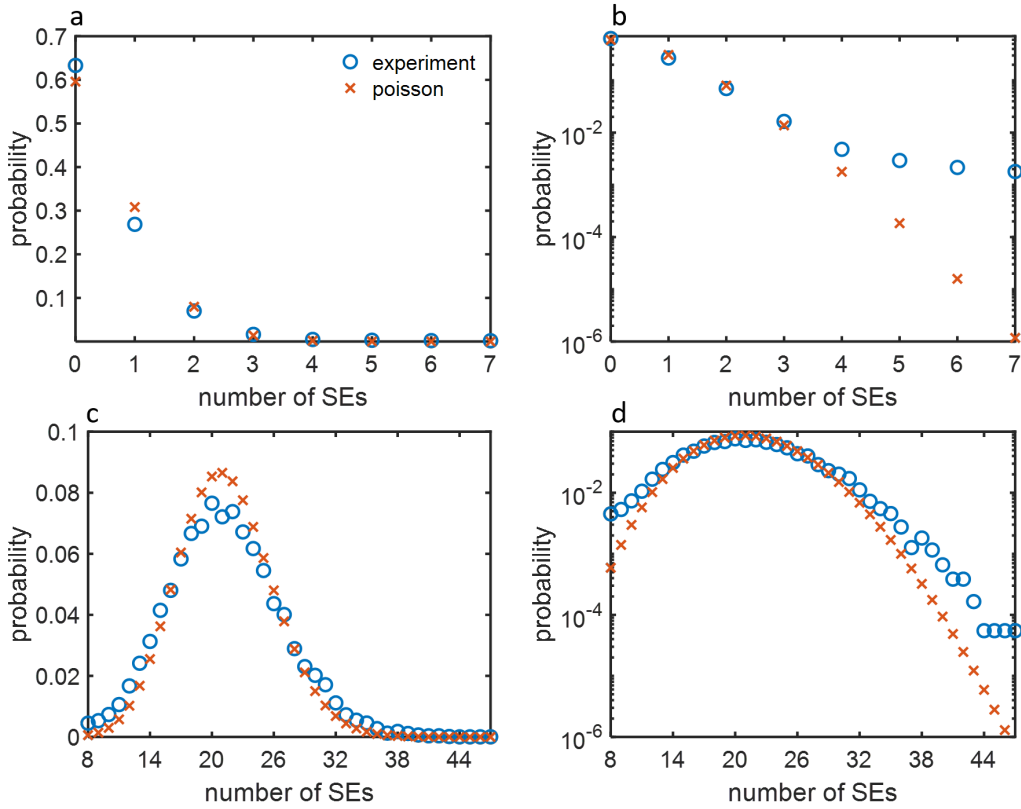 a
0.7
0.6
0.5
0.4
0.3
0.2
0.1
probability
experiment
poisson
0 1 2 3 4 5 6 7
number of SEs
b
10^-2
10^-4
10^-6
probability
0 1 2 3 4 5 6 7
number of SEs
c
0.1
0.08
0.06
0.04
0.02
0
probability
8 14 20 26 32 38 44
number of SEs
d
10^-2
10^-4
10^-6
probability
8 14 20 26 32 38 44
number of SEs